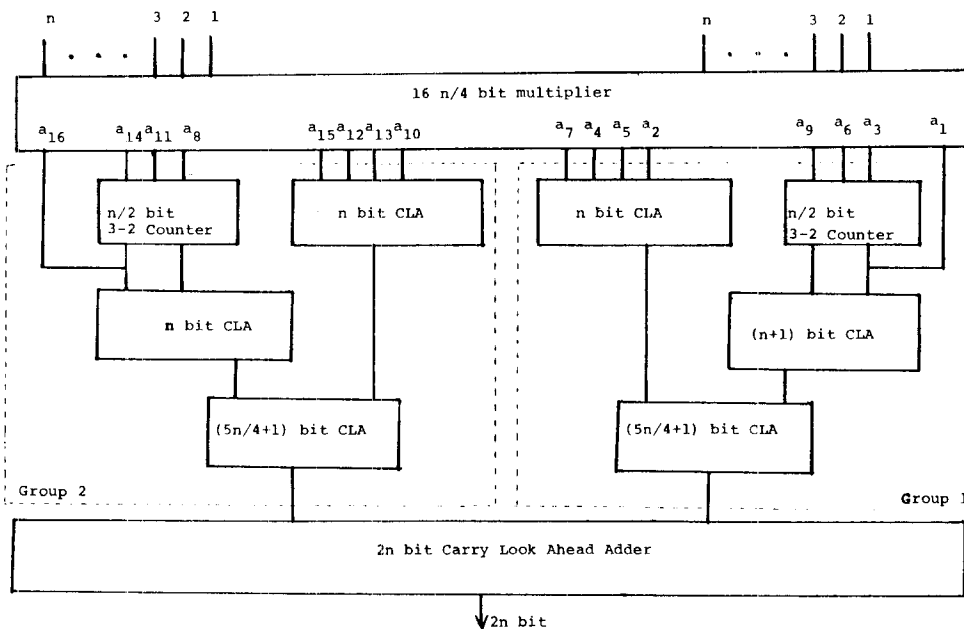 n . . . 3 2 1 n . . . 3 2 1
16 n/4 bit multiplier
a16 a14 a11 a8 a15 a12 a13 a10 a7 a4 a5 a2 a9 a6 a3 a1
n/2 bit
3-2 Counter
n bit CLA
n bit CLA
n/2 bit
3-2 Counter
n bit CLA
(n+1) bit CLA
(5n/4+1) bit CLA
(5n/4+1) bit CLA
Group 2
Group 1
2n bit Carry Look Ahead Adder
2n bit